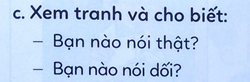 c. Xem tranh và cho biết:
– Bạn nào nói thật?
– Bạn nào nói dối?